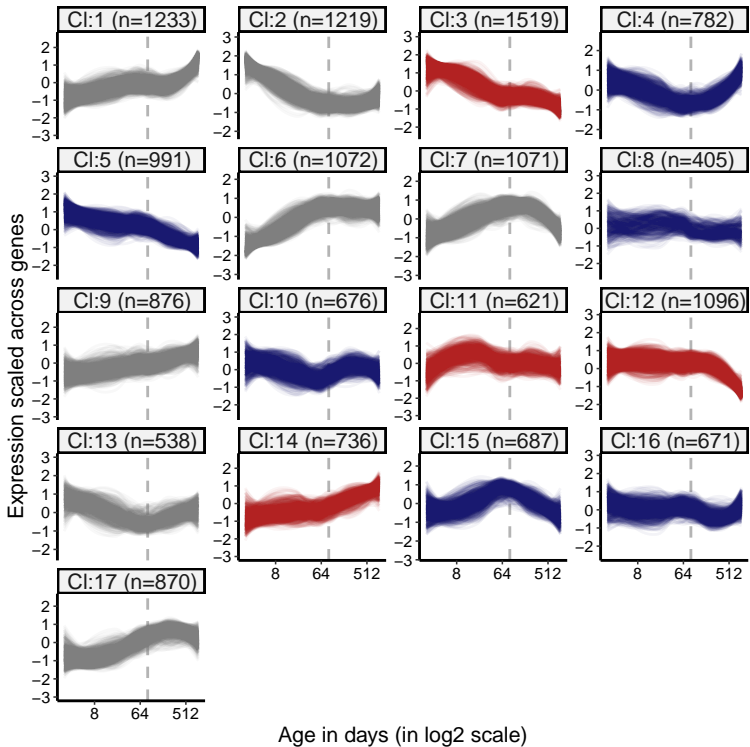 Cl:1 (n=1233) Cl:2 (n=1219) Cl:3 (n=1519) Cl:4 (n=782)
2 3 2 2
1 2 1 1
0 1 0 0
−1 0 −1 −1
−2 −1 −2 −2
−3 −2
Cl:5 (n=991) Cl:6 (n=1072) Cl:7 (n=1071) Cl:8 (n=405)
3 2 2 3
2 1 1 2
1 0 0 1
0 −1 −1 0
−1 −2 −2 −1
−2 −3 −3 −2
Cl:9 (n=876) Cl:10 (n=676) Cl:11 (n=621) Cl:12 (n=1096)
2 3 2 2
1 2 1 1
0 1 0 0
−1 0 −1 −1
−2 −1 −2 −2
−3 −2 −3
Cl:13 (n=538) Cl:14 (n=736) Cl:15 (n=687) Cl:16 (n=671)
3 2 2 3
2 1 1 2
1 0 0 1
0 −1 −1 0
−1 −2 −2 −1
−2 −3 −3 −2
8 64 512 8 64 512 8 64 512
Cl:17 (n=870)
2
1
0
−1
−2
−3
8 64 512
Expression scaled across genes
Age in days (in log2 scale)